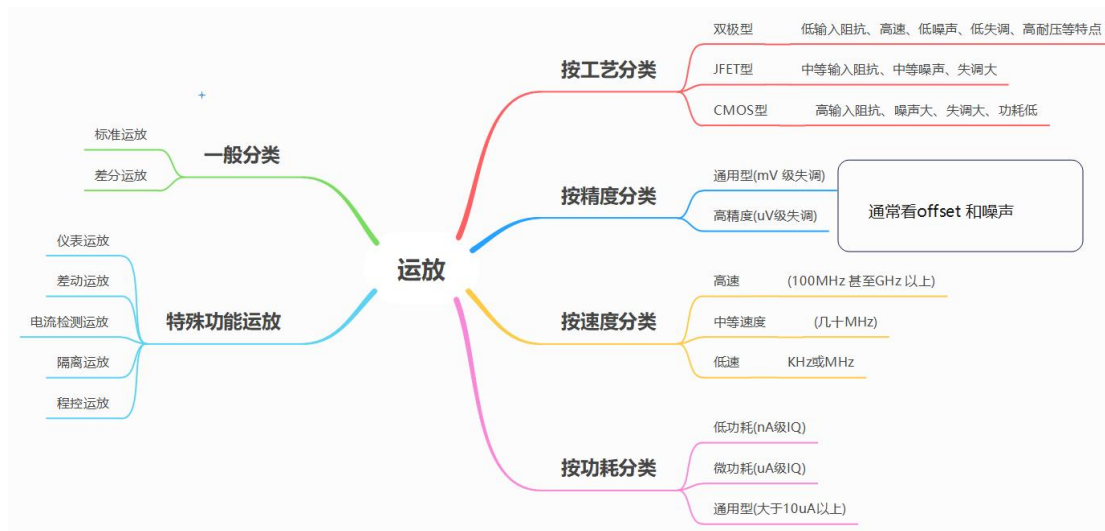 运放
按工艺分类
双极型 低输入阻抗、高速、低噪声、低失调、高耐压等特点
JFET型 中等输入阻抗、中等噪声、失调大
CMOS型 高输入阻抗、噪声大、失调大、功耗低
按精度分类
通用型(mV 级失调)
高精度(uV级失调)
通常看offset 和噪声
按速度分类
高速 (100MHz 甚至GHz 以上)
中等速度 (几十MHz)
低速 KHz或MHz
按功耗分类
低功耗(nA级IQ)
微功耗(uA级IQ)
通用型(大于10uA以上)
一般分类
标准运放
差分运放
特殊功能运放
仪表运放
差动运放
电流检测运放
隔离运放
程控运放